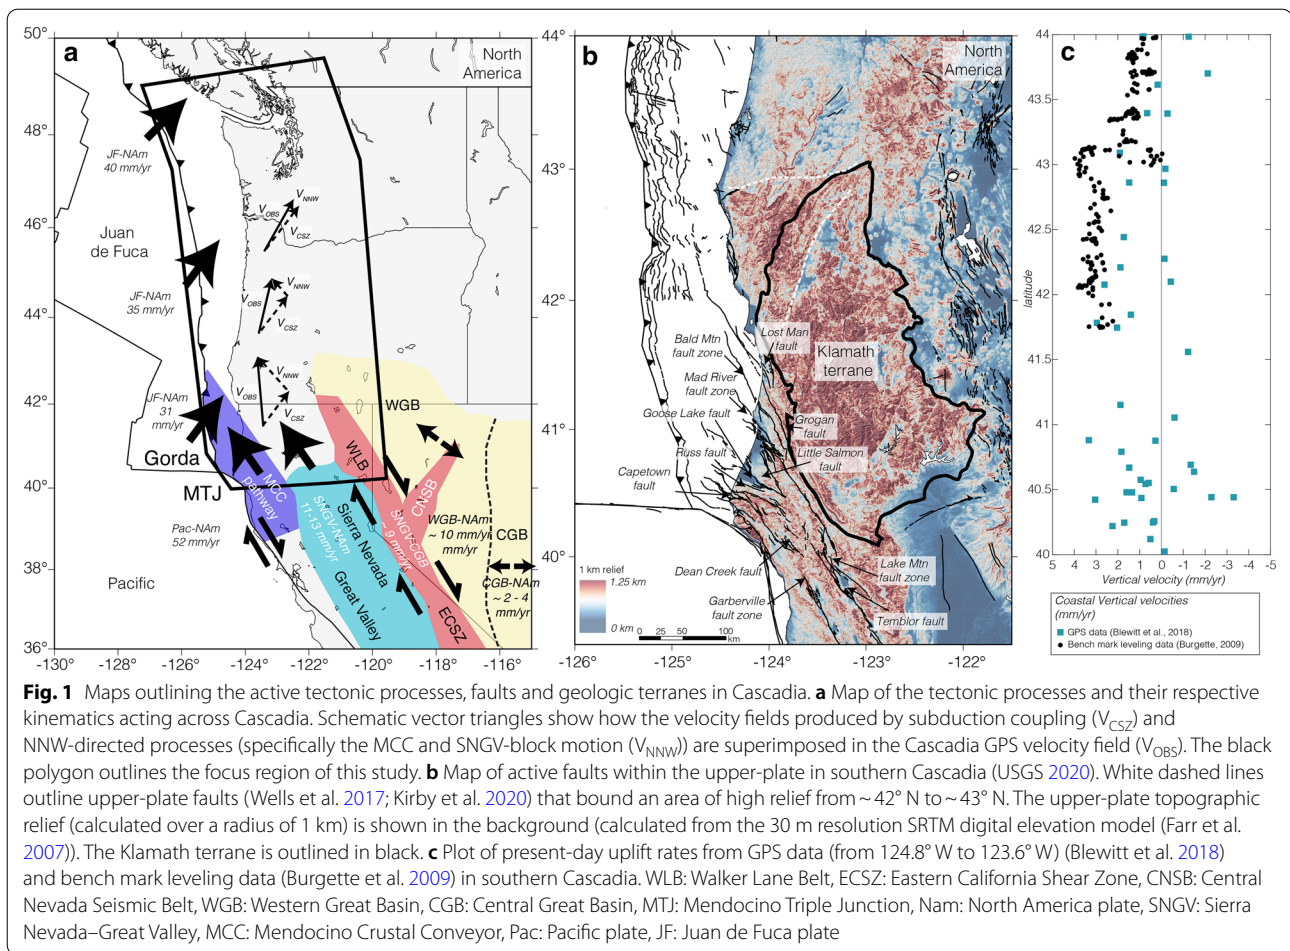 50°
48°
46°
44°
42°
40°
38°
36°
-130°
-128°
-126°
-124°
-122°
-120°
-118°
-116°
a
North
America
JF-NAm
40 mm/yr
Juan
de Fuca
JF-NAm
35 mm/yr
JF-NAm
31
mm/yr
Gorda
MTJ
Pac-NAm
52 mm/yr
Pacific
V_OBS
V_NNW
V_CSZ
V_OBS
V_NNW
V_CSZ
V_OBS
V_NNW
V_CSZ
MCC
pathway
WGB
WLB
CNSB
SNGV-CGB
~ 9 mm/yr
SNGV-NAm
11-13 mm/yr
Sierra Nevada
Great Valley
ECSZ
WGB-NAm
~ 10 mm/yr
mm/yr
CGB
CGB-NAm
~ 2 - 4
mm/yr
44°
43°
42°
41°
40°
-126°
-125°
-124°
-123°
-122°
b
North
America
Bald Mtn
fault zone
Lost Man
fault
Klamath
terrane
Mad River
fault zone
Goose Lake fault
Grogan
fault
Russ fault
Little Salmon
fault
Capetown
fault
Dean Creek fault
Lake Mtn
fault zone
Garberville
fault zone
Temblor fault
1 km relief
1.25 km
0 km
0 25 50 100
km
c
44
43.5
43
42.5
42
41.5
41
40.5
40
latitude
5 4 3 2 1 0 -1 -2 -3 -4 -5
Vertical velocity (mm/yr)
Coastal Vertical velocities
(mm/yr)
GPS data (Blewitt et al., 2018)
Bench mark leveling data (Burgette, 2009)
Fig. 1 Maps outlining the active tectonic processes, faults and geologic terranes in Cascadia. a Map of the tectonic processes and their respective
kinematics acting across Cascadia. Schematic vector triangles show how the velocity fields produced by subduction coupling (V_CSZ) and
NNW-directed processes (specifically the MCC and SNGV-block motion (V_NNW)) are superimposed in the Cascadia GPS velocity field (V_OBS). The black
polygon outlines the focus region of this study. b Map of active faults within the upper-plate in southern Cascadia (USGS 2020). White dashed lines
outline upper-plate faults (Wells et al. 2017; Kirby et al. 2020) that bound an area of high relief from ~ 42° N to ~ 43° N. The upper-plate topographic
relief (calculated over a radius of 1 km) is shown in the background (calculated from the 30 m resolution SRTM digital elevation model (Farr et al.
2007)). The Klamath terrane is outlined in black. c Plot of present-day uplift rates from GPS data (from 124.8° W to 123.6° W) (Blewitt et al. 2018)
and bench mark leveling data (Burgette et al. 2009) in southern Cascadia. WLB: Walker Lane Belt, ECSZ: Eastern California Shear Zone, CNSB: Central
Nevada Seismic Belt, WGB: Western Great Basin, CGB: Central Great Basin, MTJ: Mendocino Triple Junction, Nam: North America plate, SNGV: Sierra
Nevada–Great Valley, MCC: Mendocino Crustal Conveyor, Pac: Pacific plate, JF: Juan de Fuca plate